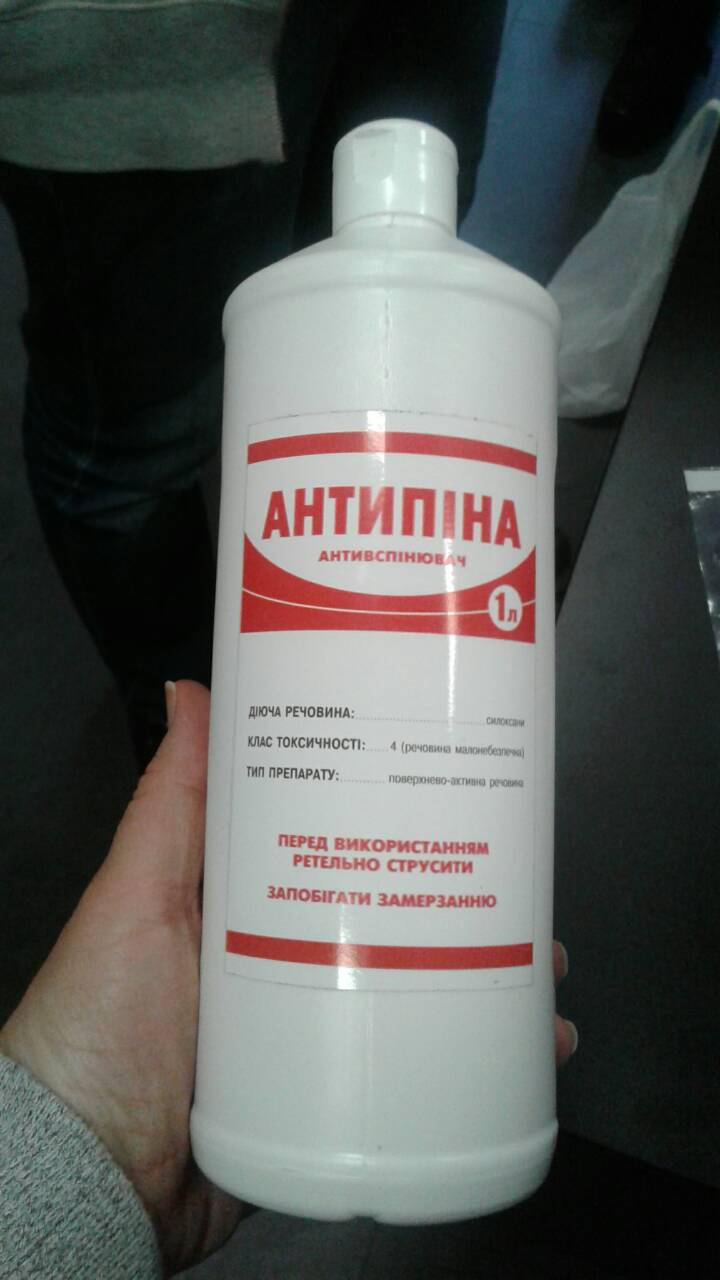 АНТИПІНА
АНТИВСПІНЮВАЧ
1л
ДІЮЧА РЕЧОВИНА:........................................силоксани
КЛАС ТОКСИЧНОСТІ:......4 (речовина малонебезпечна)
ТИП ПРЕПАРАТУ:............поверхнево-активна речовина
ПЕРЕД ВИКОРИСТАННЯМ
РЕТЕЛЬНО СТРУСИТИ
ЗАПОБІГАТИ ЗАМЕРЗАННЮ